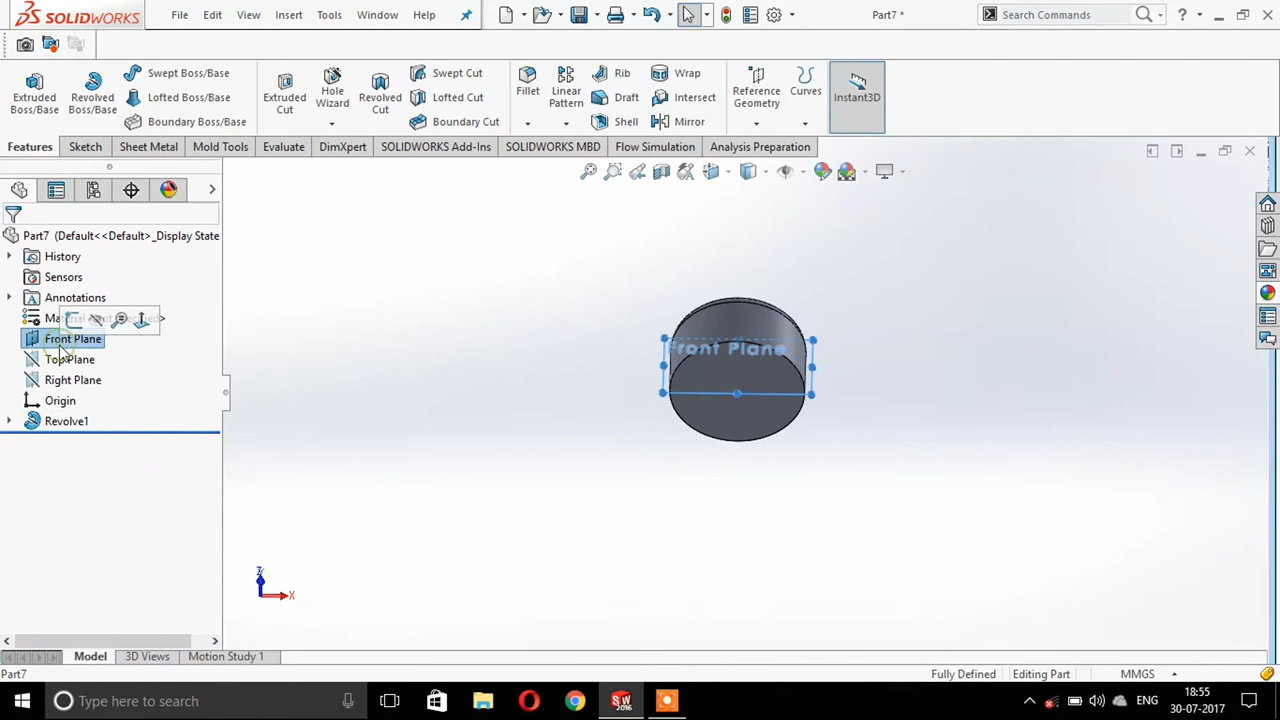 SOLIDWORKS File Edit View Insert Tools Window Help Part7 * Search Commands ?
Extruded Boss/Base Revolved Boss/Base Swept Boss/Base Lofted Boss/Base Boundary Boss/Base Extruded Cut Hole Wizard Revolved Cut Swept Cut Lofted Cut Boundary Cut Fillet Linear Pattern Rib Draft Shell Wrap Intersect Mirror Reference Geometry Curves Instant3D
Features Sketch Sheet Metal Mold Tools Evaluate DimXpert SOLIDWORKS Add-Ins SOLIDWORKS MBD Flow Simulation Analysis Preparation
Part7 (Default<<Default>_Display State
History
Sensors
Annotations
Front Plane
Top Plane
Right Plane
Origin
Revolve1
Front Plane
Z
X
Model 3D Views Motion Study 1
Part7 Fully Defined Editing Part MMGS
Type here to search SW 2016 ENG 18:55
30-07-2017